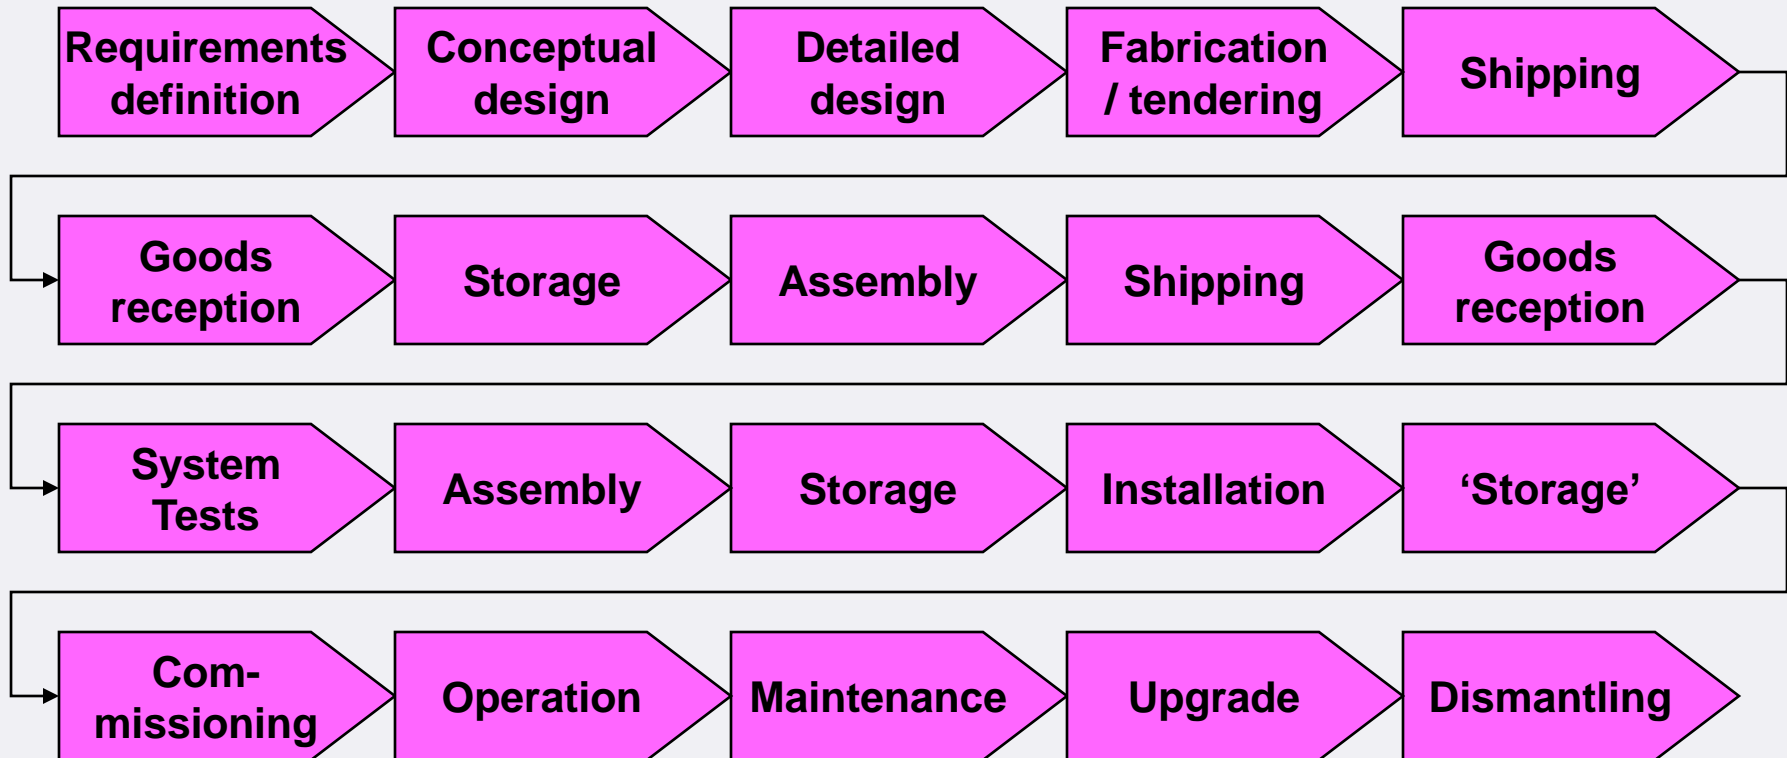 Requirements
definition
Conceptual
design
Detailed
design
Fabrication
/ tendering
Shipping
Goods
reception
Storage
Assembly
Shipping
Goods
reception
System
Tests
Assembly
Storage
Installation
‘Storage’
Com-
missioning
Operation
Maintenance
Upgrade
Dismantling